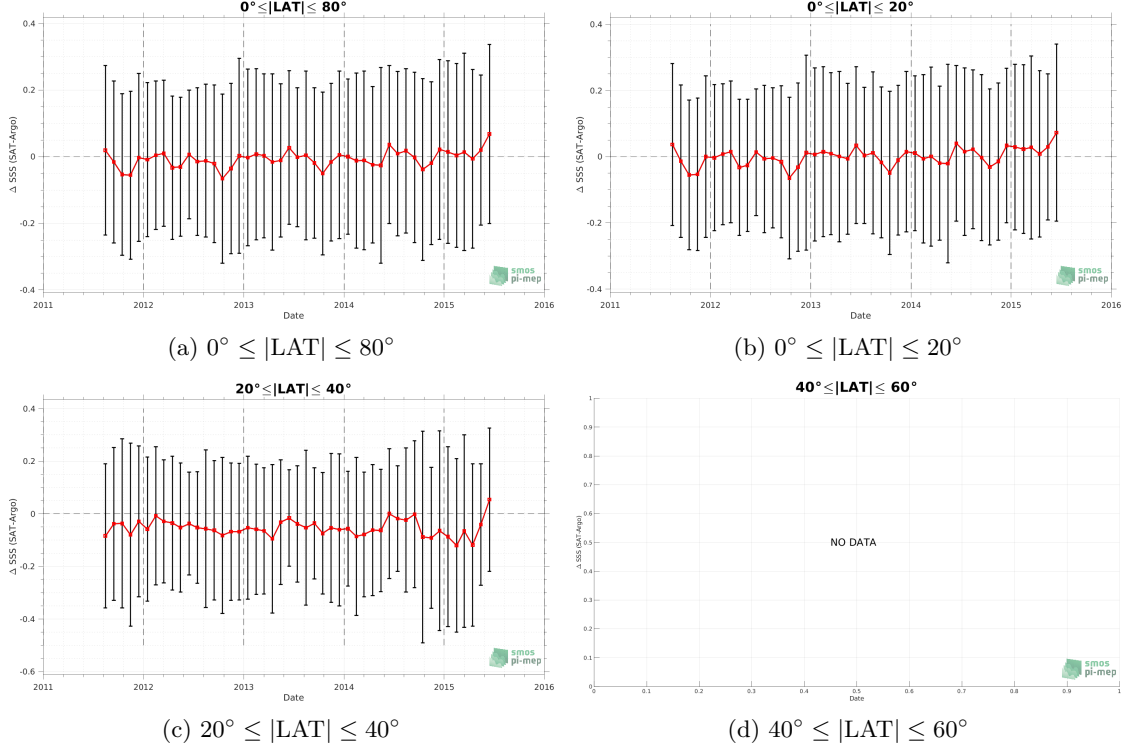 0°≤|LAT|≤ 80°
0.4
0.2
0
-0.2
-0.4
Δ SSS (SAT-Argo)
2011 2012 2013 2014 2015 2016
Date
smos
pi-mep
(a) 0° ≤ |LAT| ≤ 80°
0°≤|LAT|≤ 20°
0.4
0.2
0
-0.2
-0.4
Δ SSS (SAT-Argo)
2011 2012 2013 2014 2015 2016
Date
smos
pi-mep
(b) 0° ≤ |LAT| ≤ 20°
20°≤|LAT|≤ 40°
0.4
0.2
0
-0.2
-0.4
-0.6
Δ SSS (SAT-Argo)
2011 2012 2013 2014 2015 2016
Date
smos
pi-mep
(c) 20° ≤ |LAT| ≤ 40°
40°≤|LAT|≤ 60°
1
0.9
0.8
0.7
0.6
0.5
0.4
0.3
0.2
0.1
0
Δ SSS (SAT-Argo)
NO DATA
0 0.1 0.2 0.3 0.4 0.5 0.6 0.7 0.8 0.9 1
Date
smos
pi-mep
(d) 40° ≤ |LAT| ≤ 60°